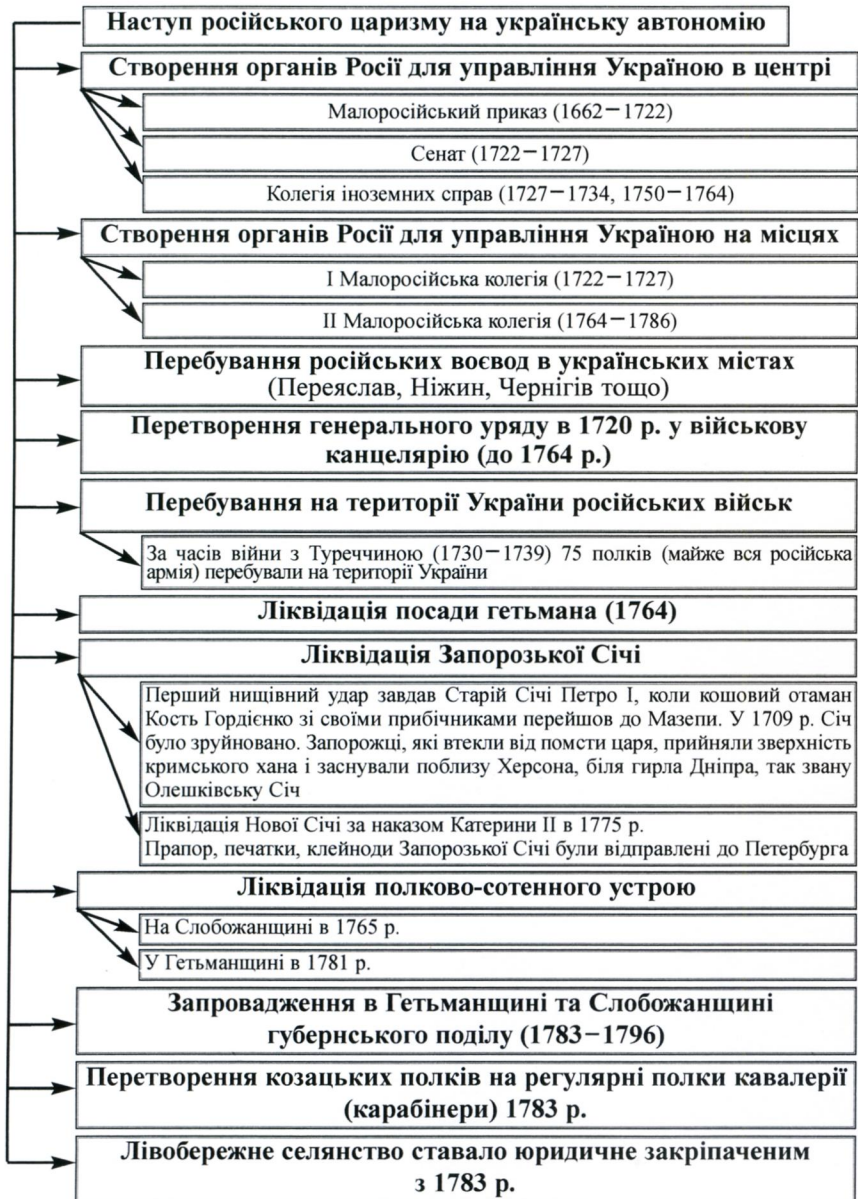 Наступ російського царизму на українську автономію
Створення органів Росії для управління Україною в центрі
Малоросійський приказ (1662−1722)
Сенат (1722−1727)
Колегія іноземних справ (1727−1734, 1750−1764)
Створення органів Росії для управління Україною на місцях
І Малоросійська колегія (1722−1727)
ІІ Малоросійська колегія (1764−1786)
Перебування російських воєвод в українських містах
(Переяслав, Ніжин, Чернігів тощо)
Перетворення генерального уряду в 1720 р. у військову
канцелярію (до 1764 р.)
Перебування на території України російських військ
За часів війни з Туреччиною (1730−1739) 75 полків (майже вся російська
армія) перебували на території України
Ліквідація посади гетьмана (1764)
Ліквідація Запорозької Січі
Перший нищівний удар завдав Старій Січі Петро І, коли кошовий отаман
Кость Гордієнко зі своїми прибічниками перейшов до Мазепи. У 1709 р. Січ
було зруйновано. Запорожці, які втекли від помсти царя, прийняли зверхність
кримського хана і заснували поблизу Херсона, біля гирла Дніпра, так звану
Олешківську Січ
Ліквідація Нової Січі за наказом Катерини ІІ в 1775 р.
Прапор, печатки, клейноди Запорозької Січі були відправлені до Петербурга
Ліквідація полково-сотенного устрою
На Слобожанщині в 1765 р.
У Гетьманщині в 1781 р.
Запровадження в Гетьманщині та Слобожанщині
губернського поділу (1783−1796)
Перетворення козацьких полків на регулярні полки кавалерії
(карабінери) 1783 р.
Лівобережне селянство ставало юридичне закріпаченим
з 1783 р.